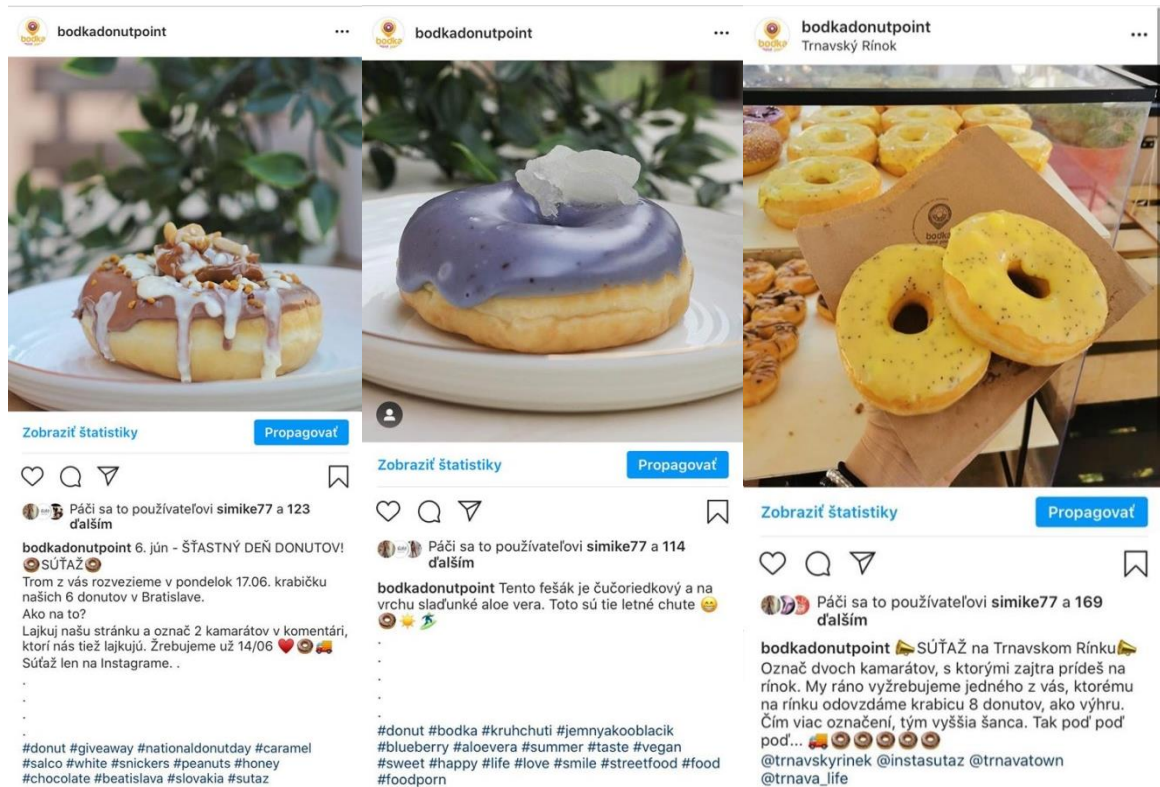 bodkadonutpoint
Zobraziť štatistiky
Propagovať
Páči sa to používateľovi simike77 a 123
ďalším
bodkadonutpoint 6. jún - ŠŤASTNÝ DEŇ DONUTOV!
🍩SÚŤAŽ🍩
Trom z vás rozvezieme v pondelok 17.06. krabičku
našich 6 donutov v Bratislave.
Ako na to?
Lajkuj našu stránku a označ 2 kamarátov v komentári,
ktorí nás tiež lajkujú. Žrebujeme už 14/06 ❤️🍩🚚
Súťaž len na Instagrame. .
.
.
.
.
#donut #giveaway #nationaldonutday #caramel
#salco #white #snickers #peanuts #honey
#chocolate #beatislava #slovakia #sutaz
bodkadonutpoint
Zobraziť štatistiky
Propagovať
Páči sa to používateľovi simike77 a 114
ďalším
bodkadonutpoint Tento fešák je čučoriedkový a na
vrchu slaďunké aloe vera. Toto sú tie letné chute 😁
🍩☀️🏄
.
.
.
.
.
#donut #bodka #kruhchuti #jemnyakooblacik
#blueberry #aloevera #summer #taste #vegan
#sweet #happy #life #love #smile #streetfood #food
#foodporn
bodkadonutpoint
Trnavský Rínok
bodka
Zobraziť štatistiky
Propagovať
Páči sa to používateľovi simike77 a 169
ďalším
bodkadonutpoint 📣SÚŤAŽ na Trnavskom Rínku📣
Označ dvoch kamarátov, s ktorými zajtra prídeš na
rínok. My ráno vyžrebujeme jedného z vás, ktorému
na rínku odovzdáme krabicu 8 donutov, ako výhru.
Čím viac označení, tým vyššia šanca. Tak poď poď
poď... 🚚🍩🍩🍩🍩🍩
@trnavskyrinek @instasutaz @trnavatown
@trnava_life